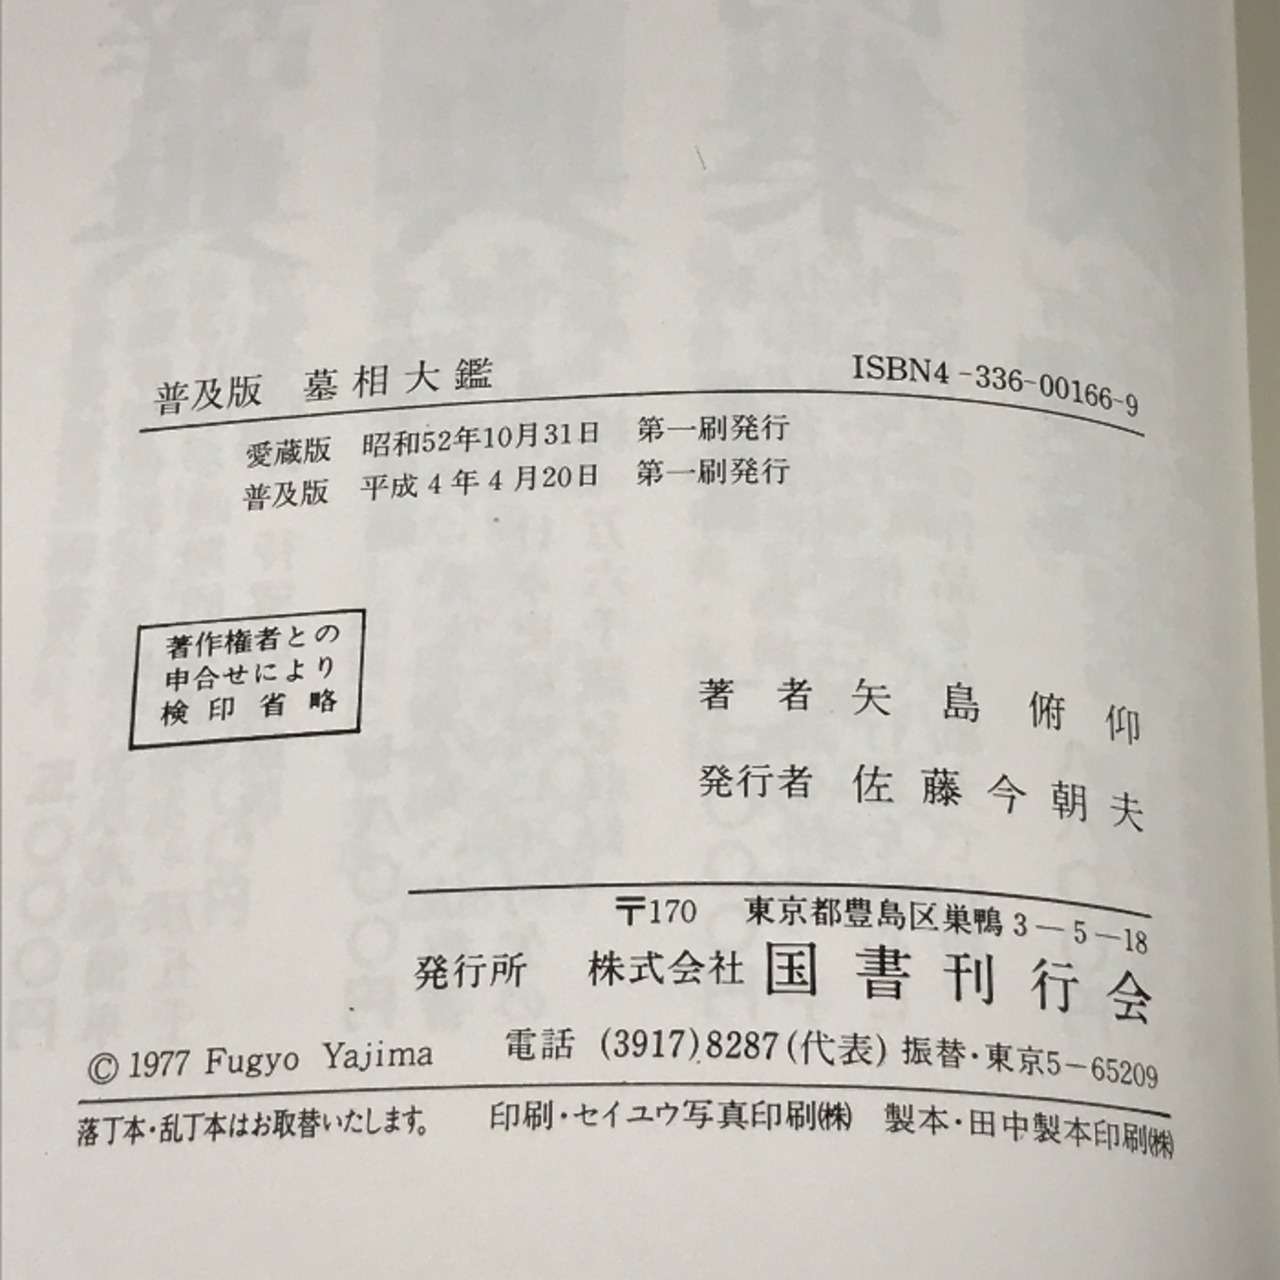 普及版 墓相大鑑 ISBN4-336-00166-9
愛蔵版 昭和52年10月31日 第一刷発行
普及版 平成4年4月20日 第一刷発行
著作権者との
申合せにより
検印省略
著者 矢島俯仰
発行者 佐藤今朝夫
〒170 東京都豊島区巣鴨3-5-18
発行所 株式会社 国書刊行会
電話 (3917)8287(代表) 振替・東京5-65209
© 1977 Fugyo Yajima
落丁本・乱丁本はお取替いたします。 印刷・セイユウ写真印刷㈱ 製本・田中製本印刷㈱